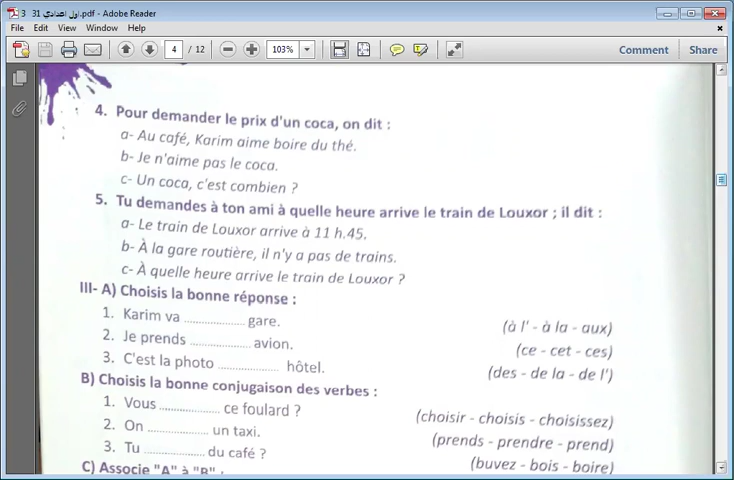 3 31 اول اعدادي.pdf - Adobe Reader
File Edit View Window Help
4 / 12 103% Comment Share
4. Pour demander le prix d'un coca, on dit :
a- Au café, Karim aime boire du thé.
b- Je n'aime pas le coca.
c- Un coca, c'est combien ?
5. Tu demandes à ton ami à quelle heure arrive le train de Louxor ; il dit :
a- Le train de Louxor arrive à 11 h.45.
b- À la gare routière, il n'y a pas de trains.
c- À quelle heure arrive le train de Louxor ?
III- A) Choisis la bonne réponse :
1. Karim va .................... gare. (à l' - à la - aux)
2. Je prends .................... avion. (ce - cet - ces)
3. C'est la photo .................... hôtel. (des - de la - de l')
B) Choisis la bonne conjugaison des verbes :
1. Vous .................... ce foulard ? (choisir - choisis - choisissez)
2. On .................... un taxi. (prends - prendre - prend)
3. Tu .................... du café ? (buvez - bois - boire)
C) Associe "A" à "B" :